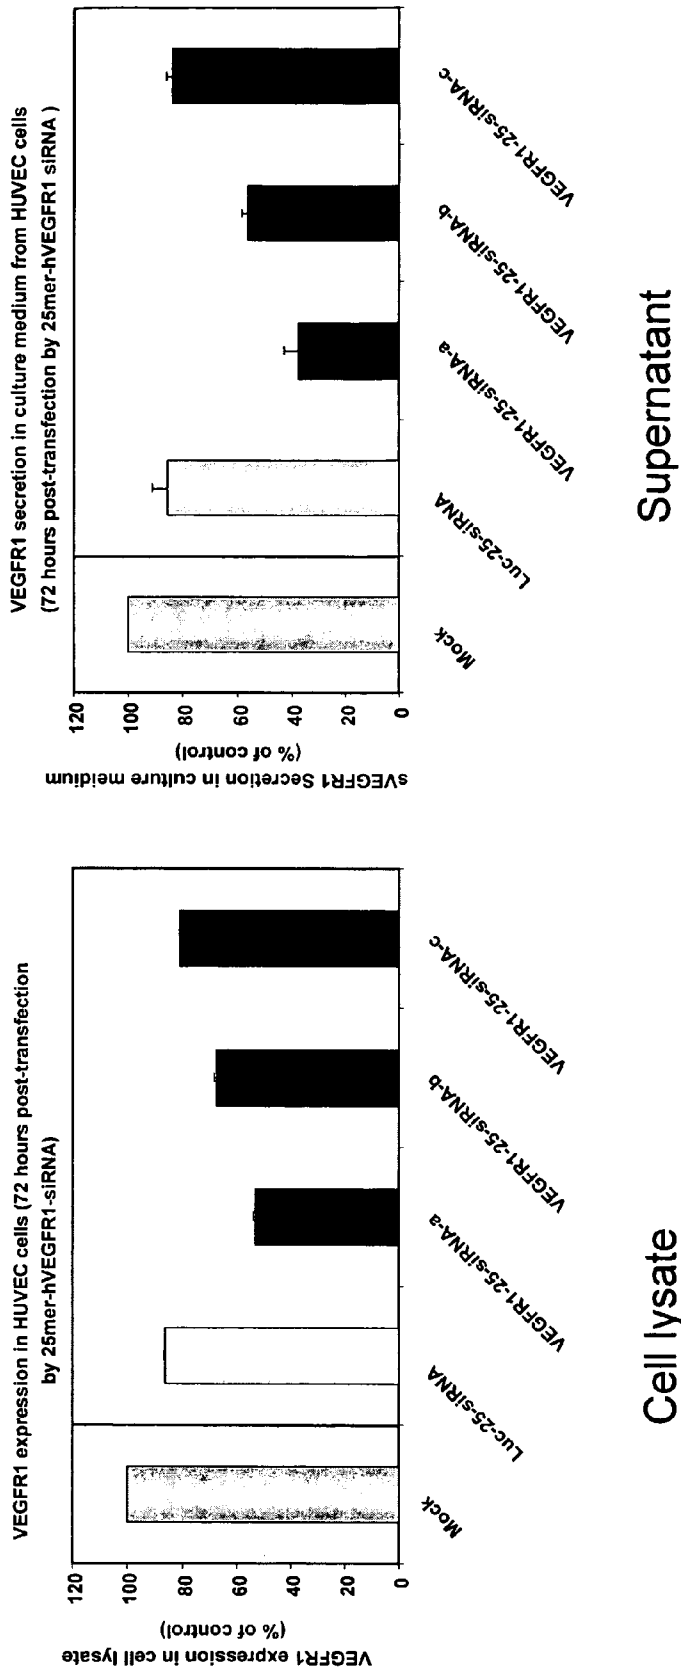 VEGFR1 expression in HUVEC cells (72 hours post-transfection
by 25mer-hVEGFR1-siRNA)
VEGFR1 expression in cell lysate
(% of control)
120
100
80
60
40
20
0
Mock
Luc-25-siRNA
VEGFR1-25-siRNA-a
VEGFR1-25-siRNA-b
VEGFR1-25-siRNA-c
Cell lysate
VEGFR1 secretion in culture medium from HUVEC cells
(72 hours post-transfection by 25mer-hVEGFR1 siRNA )
sVEGFR1 Secretion in culture meidium
(% of control)
120
100
80
60
40
20
0
Mock
Luc-25-siRNA
VEGFR1-25-siRNA-a
VEGFR1-25-siRNA-b
VEGFR1-25-siRNA-c
Supernatant